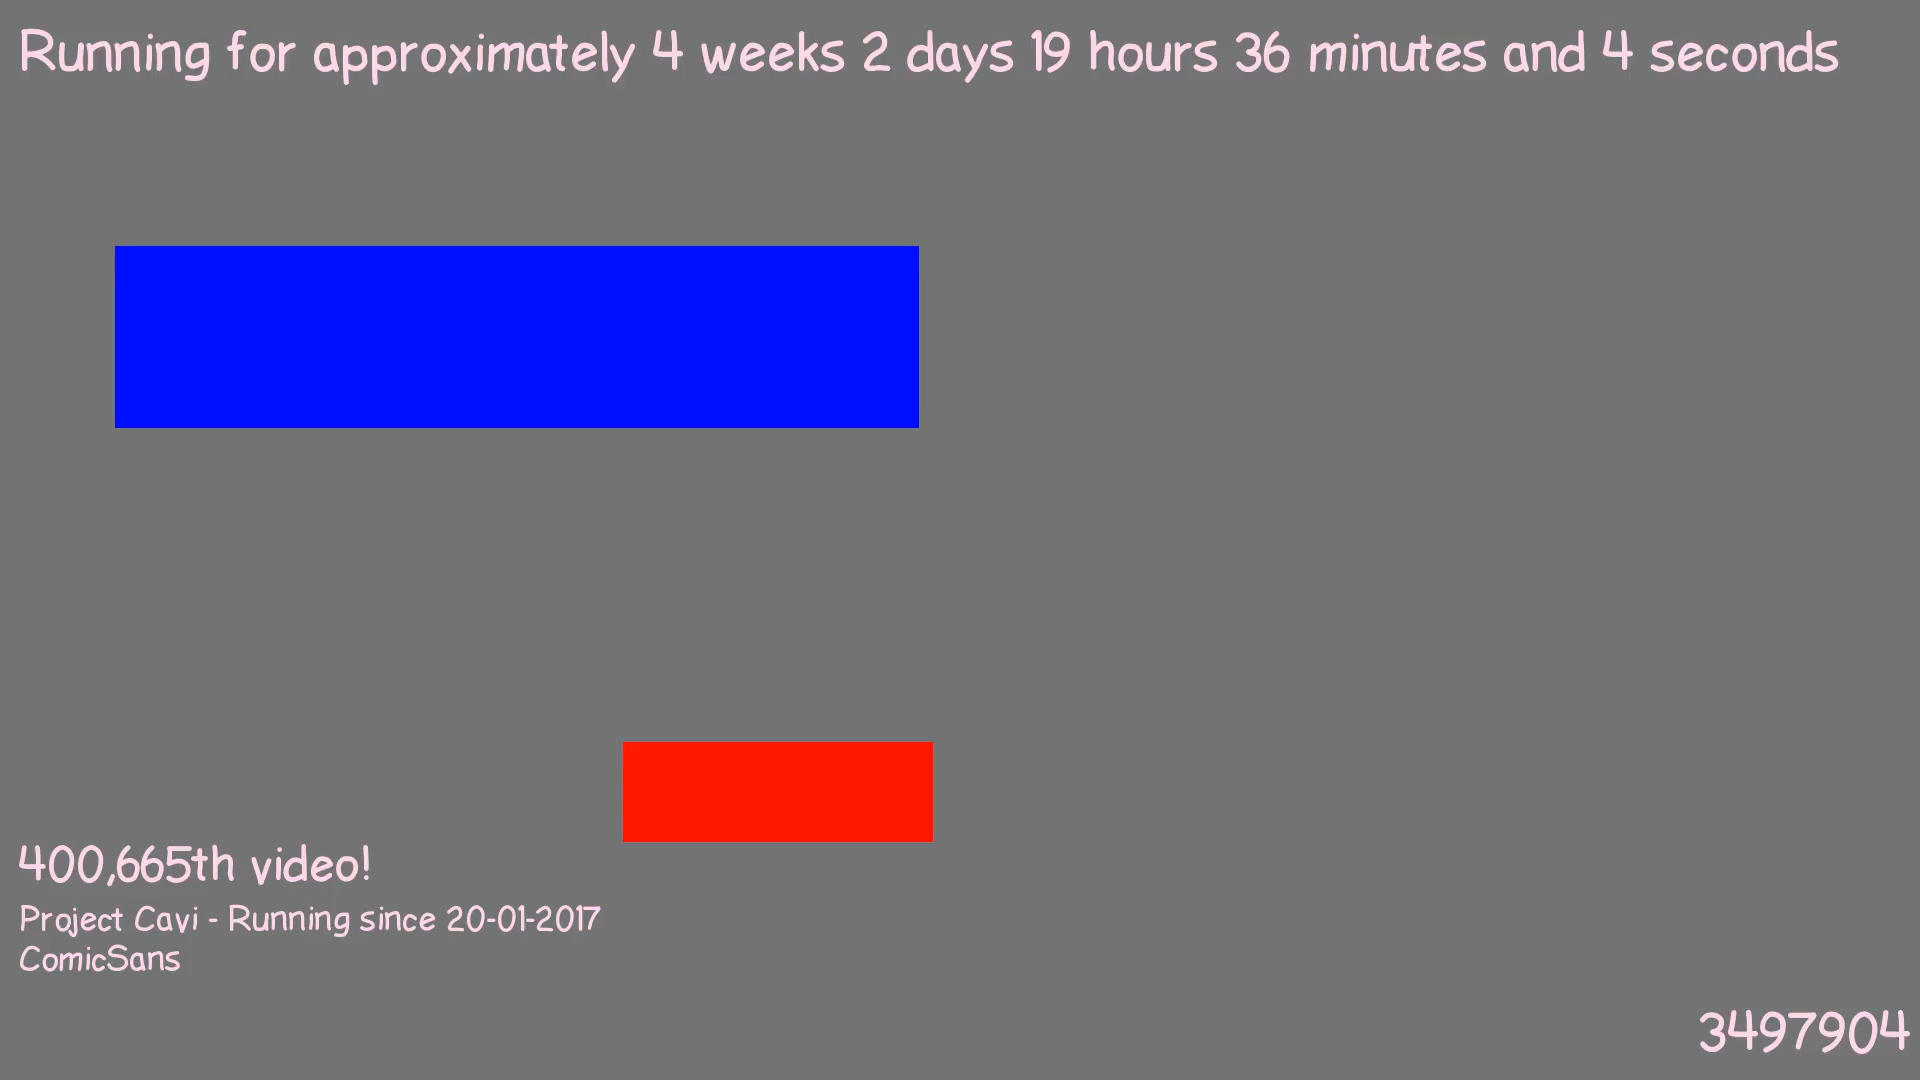 Running for approximately 4 weeks 2 days 19 hours 36 minutes and 4 seconds
400,665th video!
Project Cavi - Running since 20-01-2017
ComicSans
3497904